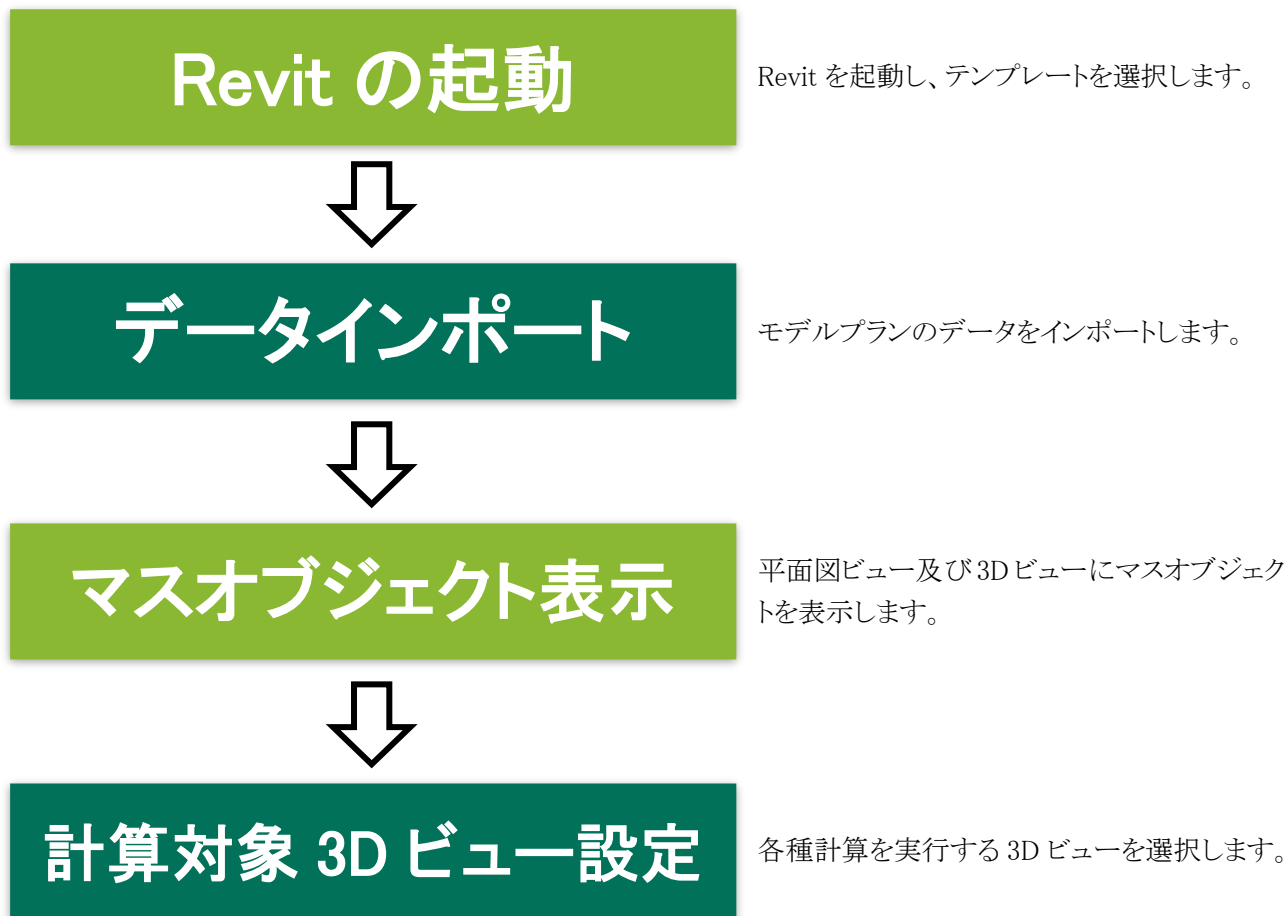 Revit の起動
Revit を起動し、テンプレートを選択します。
データインポート
モデルプランのデータをインポートします。
マスオブジェクト表示
平面図ビュー及び 3D ビューにマスオブジェク
トを表示します。
計算対象 3D ビュー設定
各種計算を実行する 3D ビューを選択します。